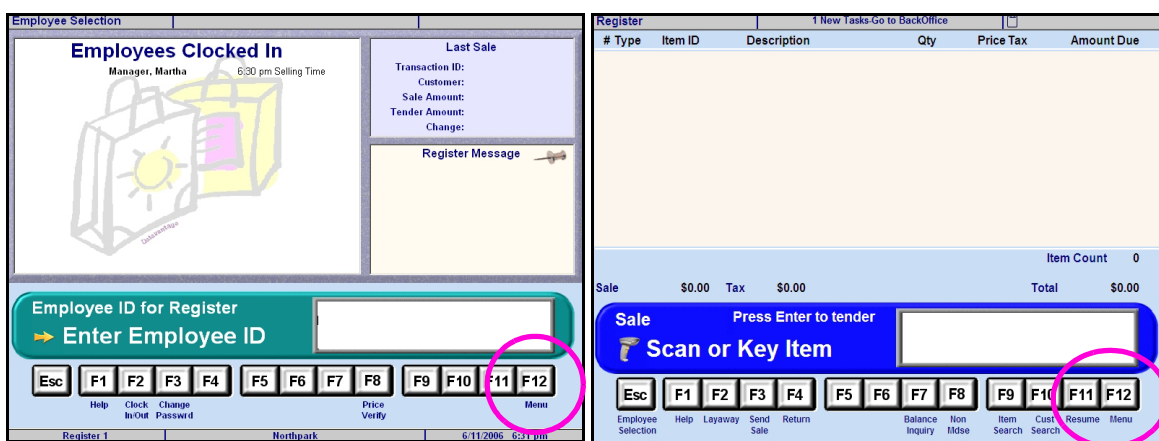 Employee Selection
Employees Clocked In
Manager, Martha 6:30 pm Selling Time
Last Sale
Transaction ID:
Customer:
Sale Amount:
Tender Amount:
Change:
Register Message
Employee ID for Register
Enter Employee ID
Esc F1 F2 F3 F4 F5 F6 F7 F8 F9 F10 F11 F12
Help Clock In/Out Change Passwrd Price Verify Menu
Register 1 Northpark 6/11/2006 6:31 pm
Register 1 New Tasks-Go to BackOffice
# Type Item ID Description Qty Price Tax Amount Due
Item Count 0
Sale $0.00 Tax $0.00 Total $0.00
Sale Press Enter to tender
Scan or Key Item
Esc F1 F2 F3 F4 F5 F6 F7 F8 F9 F10 F11 F12
Employee Selection Help Layaway Send Sale Return Balance Inquiry Non Mdse Item Search Cust Search Resume Menu